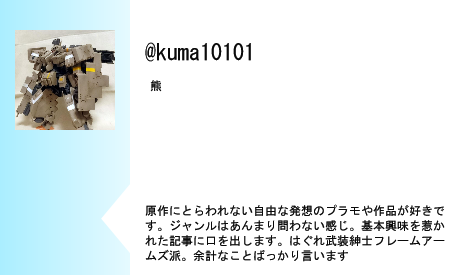 @kuma10101
熊
原作にとらわれない自由な発想のプラモや作品が好きで
す。ジャンルはあんまり問わない感じ。基本興味を惹か
れた記事に口を出します。はぐれ武装紳士フレームアー
ムズ派。余計なことばっかり言います